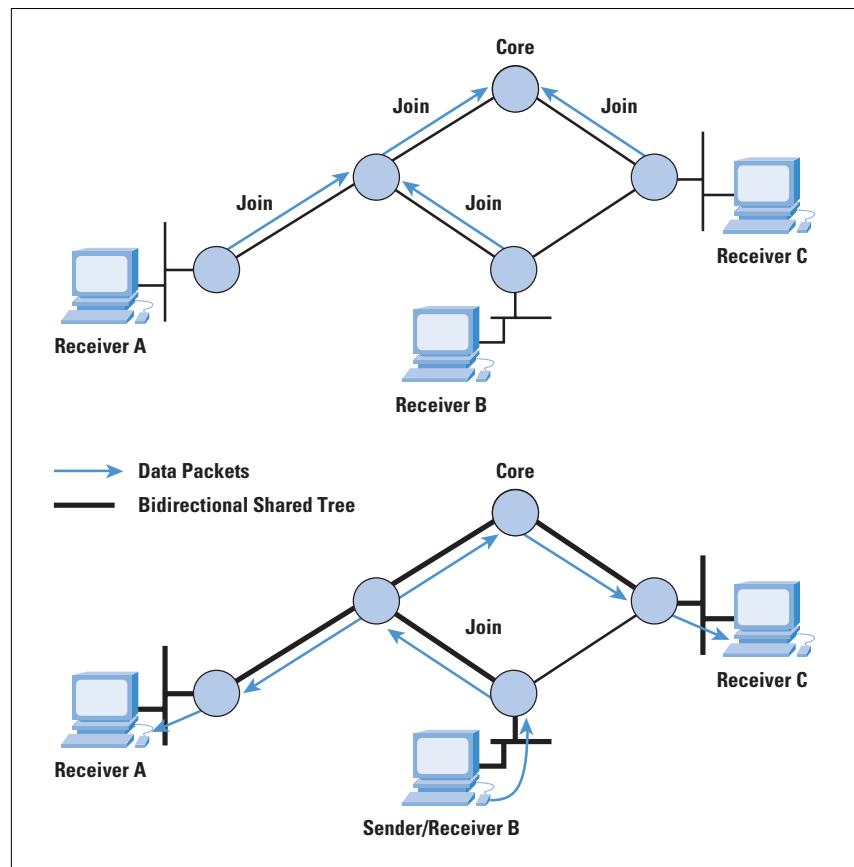 Core
Join
Join
Join
Join
Receiver C
Receiver A
Receiver B
Data Packets
Core
Bidirectional Shared Tree
Join
Receiver C
Receiver A
Sender/Receiver B